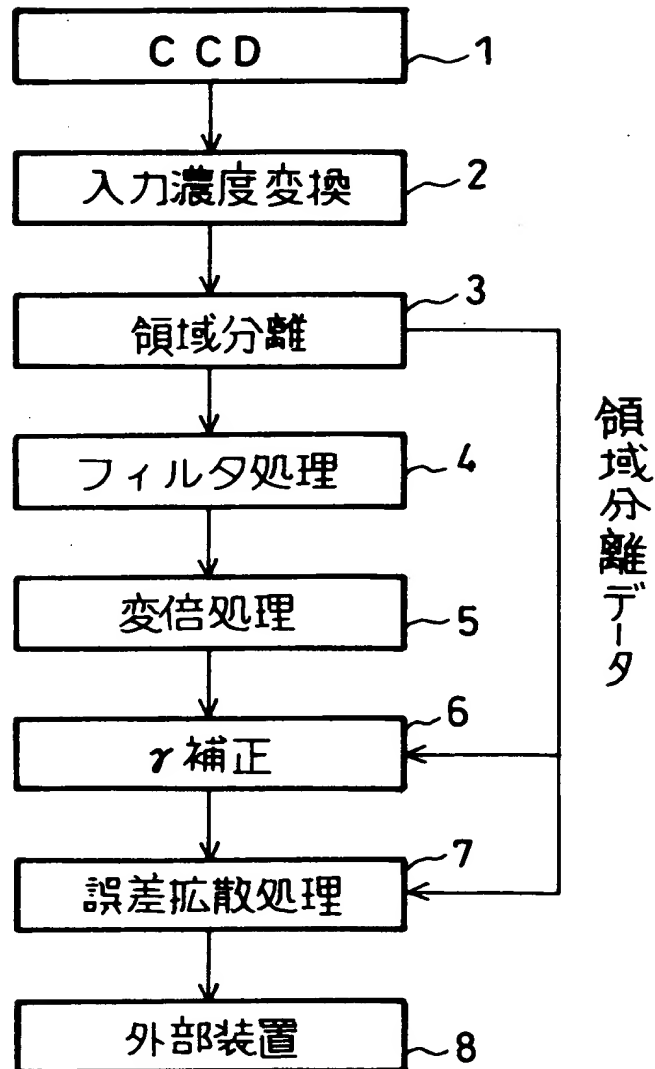 CCD
1
入力濃度変換
2
領域分離
3
フィルタ処理
4
変倍処理
5
γ補正
6
誤差拡散処理
7
外部装置
8
領域分離データ